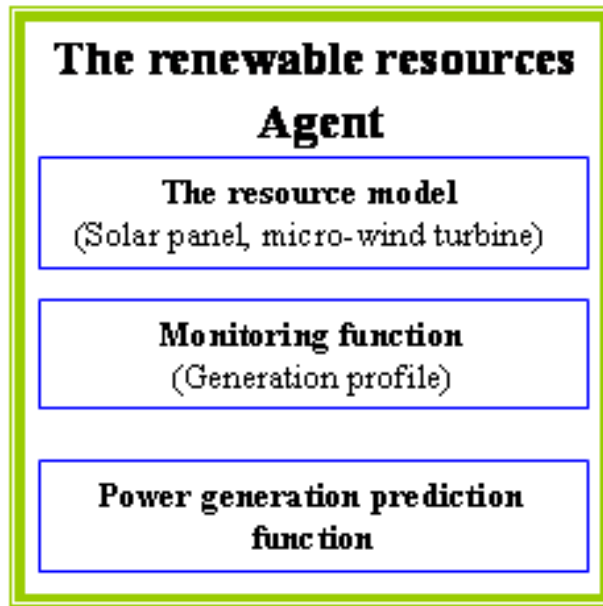 The renewable resources
Agent
The resource model
(Solar panel, micro-wind turbine)
Monitoring function
(Generation profile)
Power generation prediction
function